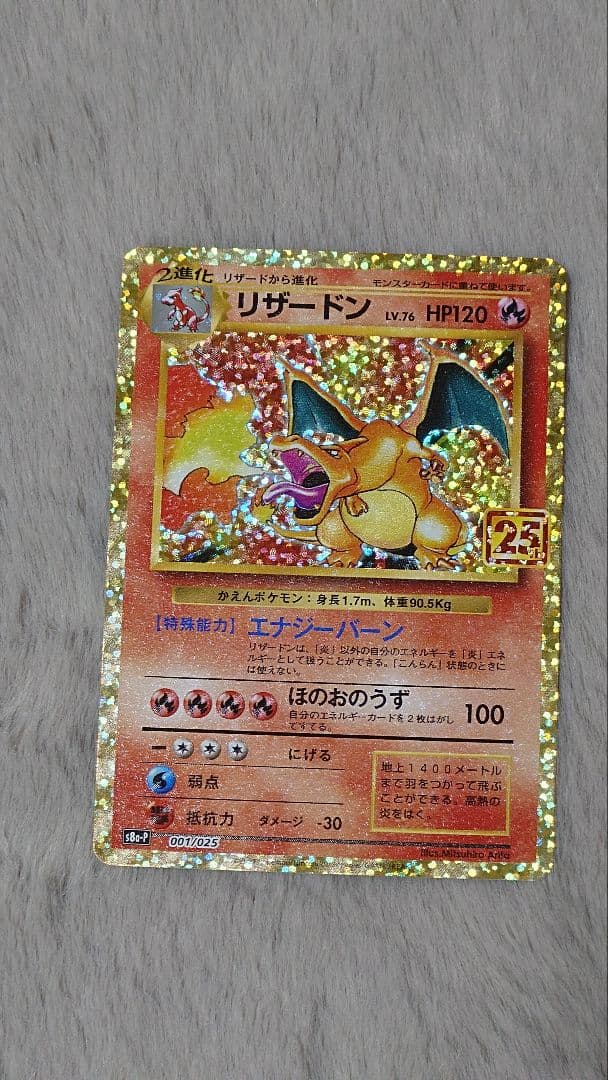 2進化 リザードから進化 モンスターカードに重ねて使います。
リザードン LV.76 HP120
25
かえんポケモン：身長1.7m、体重90.5Kg
【特殊能力】 エナジーバーン
リザードンは、「炎」以外の自分のエネルギーを「炎」エネ
ルギーとして扱うことができる。「こんらん」状態のときに
は使えない。
ほのおのうず 100
自分のエネルギーカードを2枚はがし
てすてる。
にげる
弱点
抵抗力 ダメージ -30
地上1400メートル
まで羽をつかって飛ぶ
ことができる。高熱の
炎をはく。
s8a-P 001/025
Illus.Mitsuhiro Arita